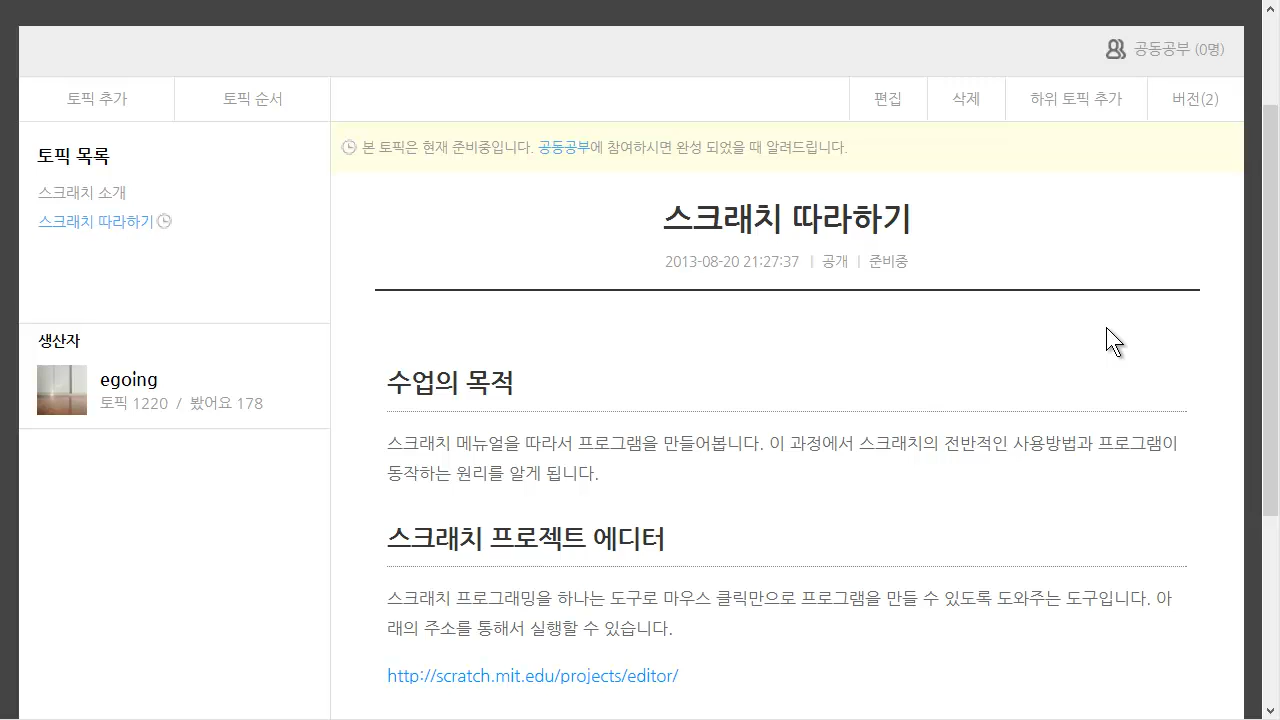 공동공부 (0명)
토픽 추가
토픽 순서
편집
삭제
하위 토픽 추가
버전(2)
토픽 목록
스크래치 소개
스크래치 따라하기
생산자
egoing
토픽 1220 / 봤어요 178
본 토픽은 현재 준비중입니다. 공동공부에 참여하시면 완성 되었을 때 알려드립니다.
스크래치 따라하기
2013-08-20 21:27:37 | 공개 | 준비중
수업의 목적
스크래치 메뉴얼을 따라서 프로그램을 만들어봅니다. 이 과정에서 스크래치의 전반적인 사용방법과 프로그램이
동작하는 원리를 알게 됩니다.
스크래치 프로젝트 에디터
스크래치 프로그래밍을 하나는 도구로 마우스 클릭만으로 프로그램을 만들 수 있도록 도와주는 도구입니다. 아
래의 주소를 통해서 실행할 수 있습니다.
http://scratch.mit.edu/projects/editor/